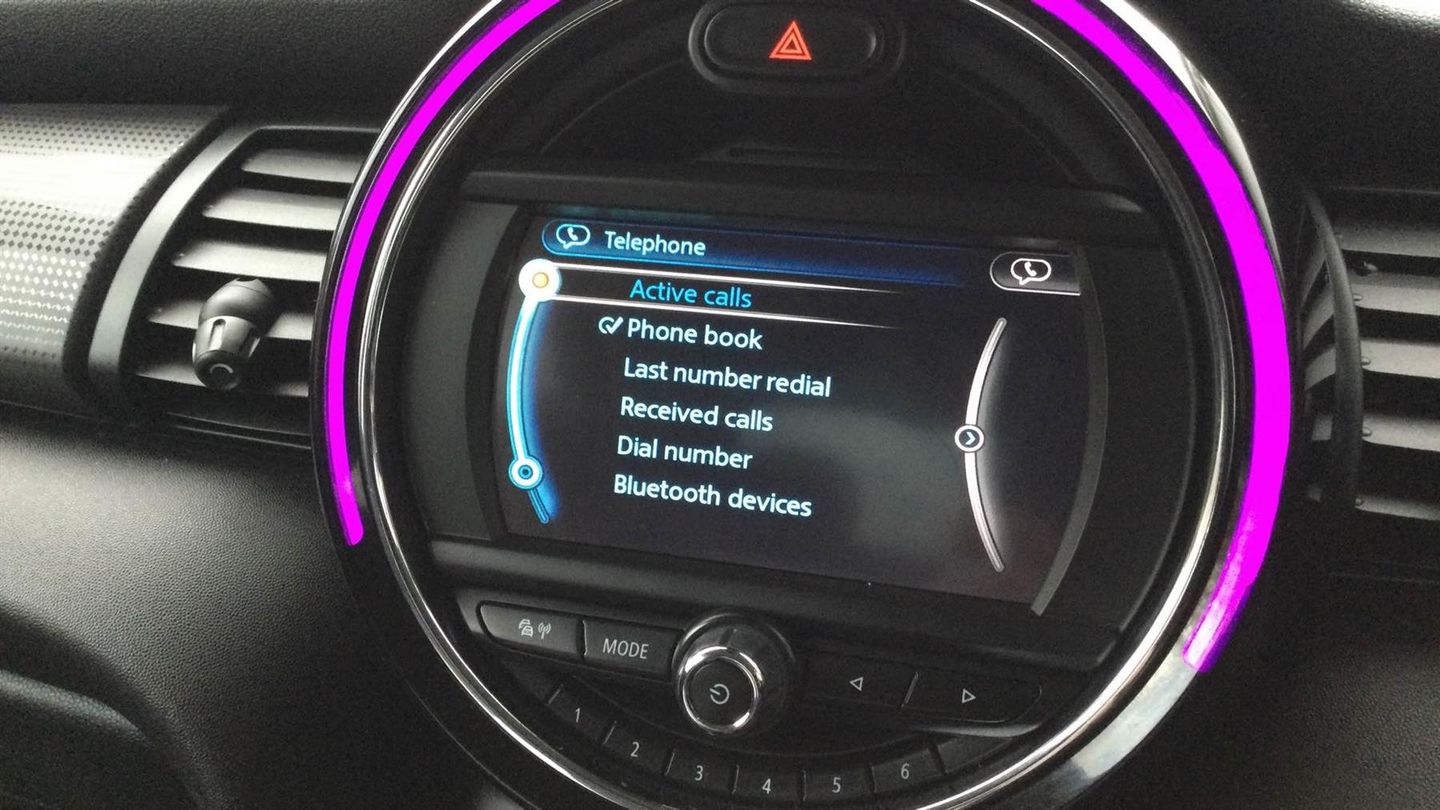 Telephone
Active calls
Phone book
Last number redial
Received calls
Dial number
Bluetooth devices
MODE
1
2
3
4
5
6